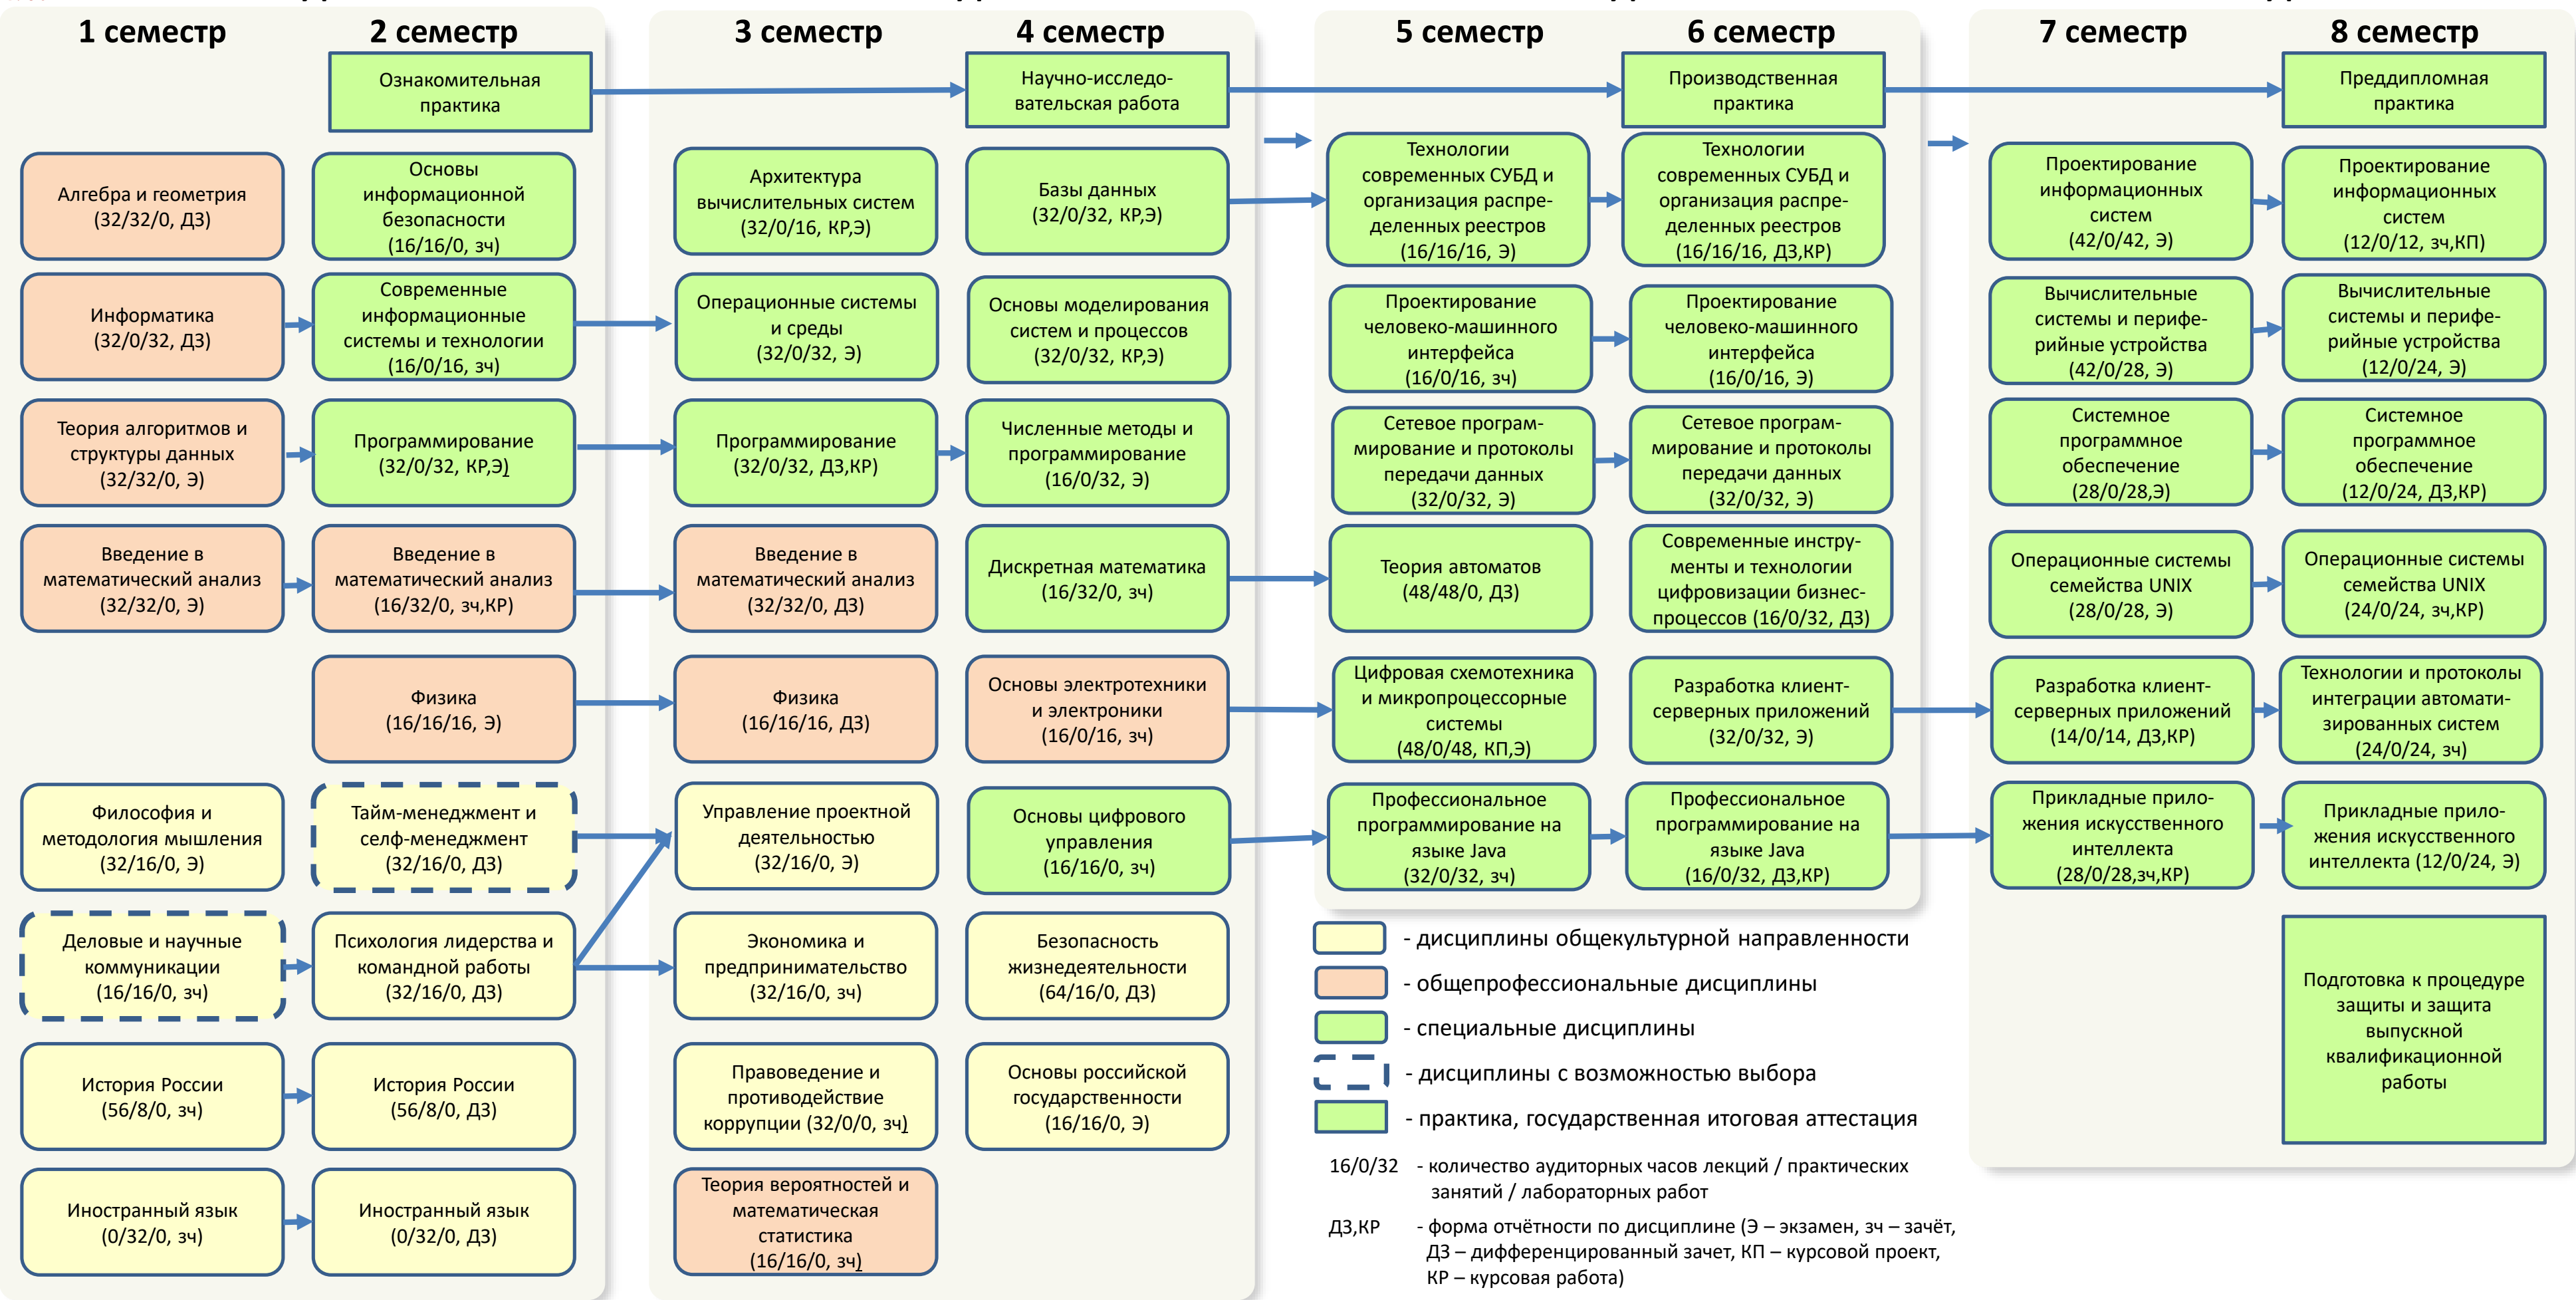 1 семестр
2 семестр
3 семестр
4 семестр
5 семестр
6 семестр
7 семестр
8 семестр
Ознакомительная
практика
Научно-исследо-
вательская работа
Производственная
практика
Преддипломная
практика
Алгебра и геометрия
(32/32/0, ДЗ)
Информатика
(32/0/32, ДЗ)
Теория алгоритмов и
структуры данных
(32/32/0, Э)
Введение в
математический анализ
(32/32/0, Э)
Философия и
методология мышления
(32/16/0, Э)
Деловые и научные
коммуникации
(16/16/0, зч)
История России
(56/8/0, зч)
Иностранный язык
(0/32/0, зч)
Основы
информационной
безопасности
(16/16/0, зч)
Современные
информационные
системы и технологии
(16/0/16, зч)
Программирование
(32/0/32, КР,Э)
Введение в
математический анализ
(16/32/0, зч,КР)
Физика
(16/16/16, Э)
Тайм-менеджмент и
селф-менеджмент
(32/16/0, ДЗ)
Психология лидерства и
командной работы
(32/16/0, ДЗ)
История России
(56/8/0, ДЗ)
Иностранный язык
(0/32/0, ДЗ)
Архитектура
вычислительных систем
(32/0/16, КР,Э)
Операционные системы
и среды
(32/0/32, Э)
Программирование
(32/0/32, ДЗ,КР)
Введение в
математический анализ
(32/32/0, ДЗ)
Физика
(16/16/16, ДЗ)
Управление проектной
деятельностью
(32/16/0, Э)
Экономика и
предпринимательство
(32/16/0, зч)
Правоведение и
противодействие
коррупции (32/0/0, зч)
Теория вероятностей и
математическая
статистика
(16/16/0, зч)
Базы данных
(32/0/32, КР,Э)
Основы моделирования
систем и процессов
(32/0/32, КР,Э)
Численные методы и
программирование
(16/0/32, Э)
Дискретная математика
(16/32/0, зч)
Основы электротехники
и электроники
(16/0/16, зч)
Основы цифрового
управления
(16/16/0, зч)
Безопасность
жизнедеятельности
(64/16/0, ДЗ)
Основы российской
государственности
(16/16/0, Э)
Технологии
современных СУБД и
организация распре-
деленных реестров
(16/16/16, Э)
Проектирование
человеко-машинного
интерфейса
(16/0/16, зч)
Сетевое програм-
мирование и протоколы
передачи данных
(32/0/32, Э)
Теория автоматов
(48/48/0, ДЗ)
Цифровая схемотехника
и микропроцессорные
системы
(48/0/48, КП,Э)
Профессиональное
программирование на
языке Java
(32/0/32, зч)
Технологии
современных СУБД и
организация распре-
деленных реестров
(16/16/16, ДЗ,КР)
Проектирование
человеко-машинного
интерфейса
(16/0/16, Э)
Сетевое програм-
мирование и протоколы
передачи данных
(32/0/32, Э)
Современные инстру-
менты и технологии
цифровизации бизнес-
процессов (16/0/32, ДЗ)
Разработка клиент-
серверных приложений
(32/0/32, Э)
Профессиональное
программирование на
языке Java
(16/0/32, ДЗ,КР)
Проектирование
информационных
систем
(42/0/42, Э)
Вычислительные
системы и перифе-
рийные устройства
(42/0/28, Э)
Системное
программное
обеспечение
(28/0/28,Э)
Операционные системы
семейства UNIX
(28/0/28, Э)
Разработка клиент-
серверных приложений
(14/0/14, ДЗ,КР)
Прикладные прило-
жения искусственного
интеллекта
(28/0/28,зч,КР)
Проектирование
информационных
систем
(12/0/12, зч,КП)
Вычислительные
системы и перифе-
рийные устройства
(12/0/24, Э)
Системное
программное
обеспечение
(12/0/24, ДЗ,КР)
Операционные системы
семейства UNIX
(24/0/24, зч,КР)
Технологии и протоколы
интеграции автомати-
зированных систем
(24/0/24, зч)
Прикладные прило-
жения искусственного
интеллекта (12/0/24, Э)
Подготовка к процедуре
защиты и защита
выпускной
квалификационной
работы
- дисциплины общекультурной направленности
- общепрофессиональные дисциплины
- специальные дисциплины
- дисциплины с возможностью выбора
- практика, государственная итоговая аттестация
16/0/32 - количество аудиторных часов лекций / практических
занятий / лабораторных работ
ДЗ,КР - форма отчётности по дисциплине (Э – экзамен, зч – зачёт,
ДЗ – дифференцированный зачет, КП – курсовой проект,
КР – курсовая работа)